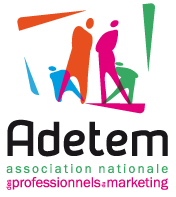 Adetem
association nationale
des professionnels du marketing